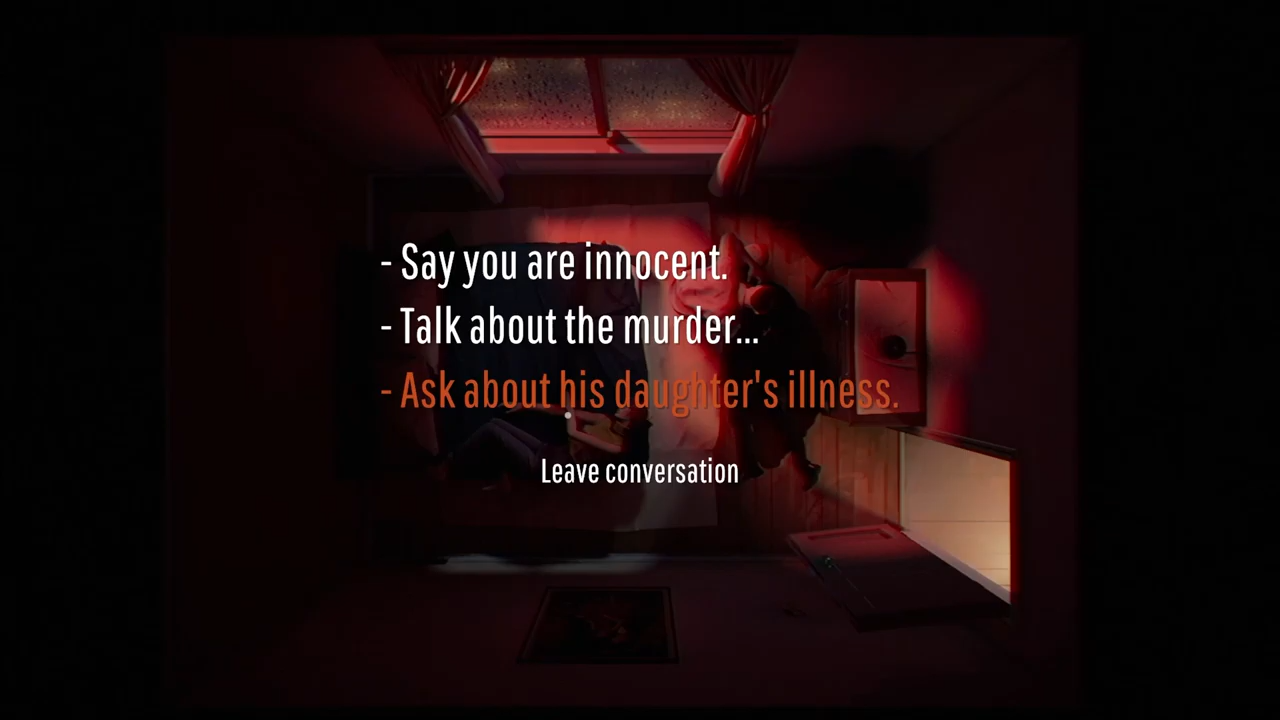 - Say you are innocent.
- Talk about the murder...
- Ask about his daughter's illness.
Leave conversation